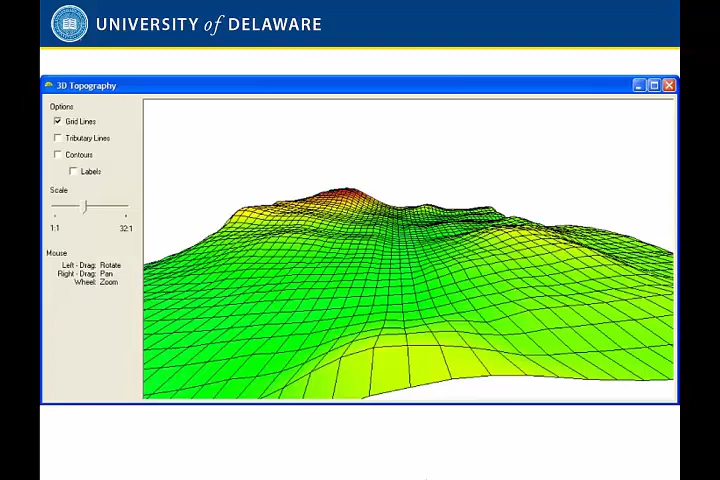 UNIVERSITY of DELAWARE
3D Topography
Options
Grid Lines
Tributary Lines
Contours
Labels
Scale
1:1 32:1
Mouse
Left - Drag: Rotate
Right - Drag: Pan
Wheel: Zoom